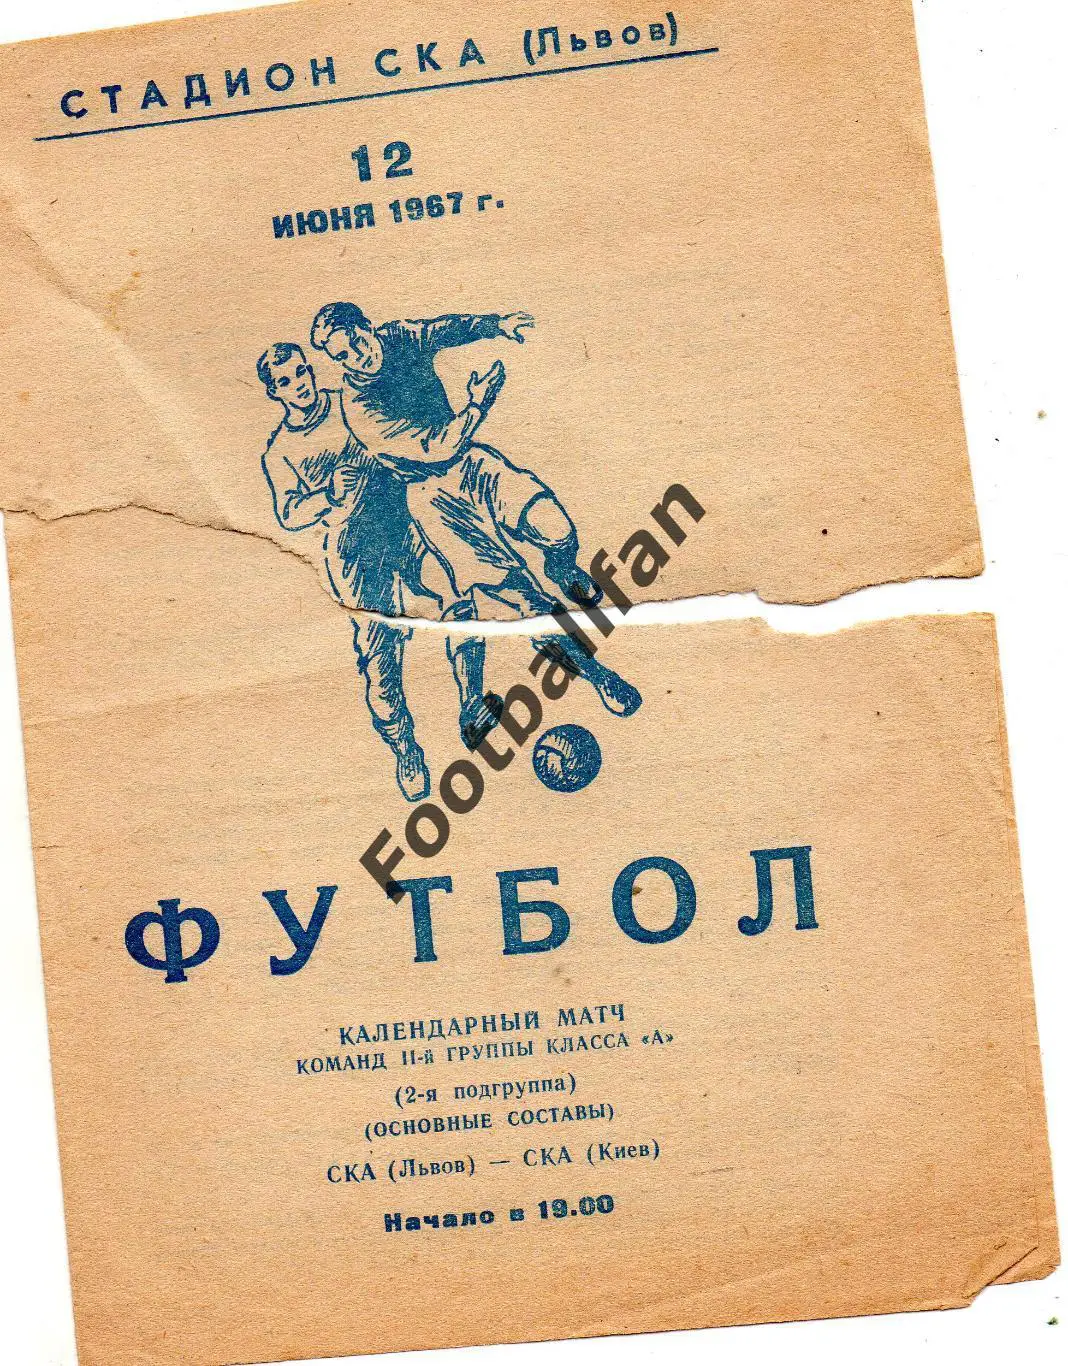 СТАДИОН СКА (Львов)
12
ИЮНЯ 1967 г.
Footballfan
ФУТБОЛ
КАЛЕНДАРНЫЙ МАТЧ
КОМАНД II-й ГРУППЫ КЛАССА «А»
(2-я подгруппа)
(ОСНОВНЫЕ СОСТАВЫ)
СКА (Львов) — СКА (Киев)
Начало в 19.00